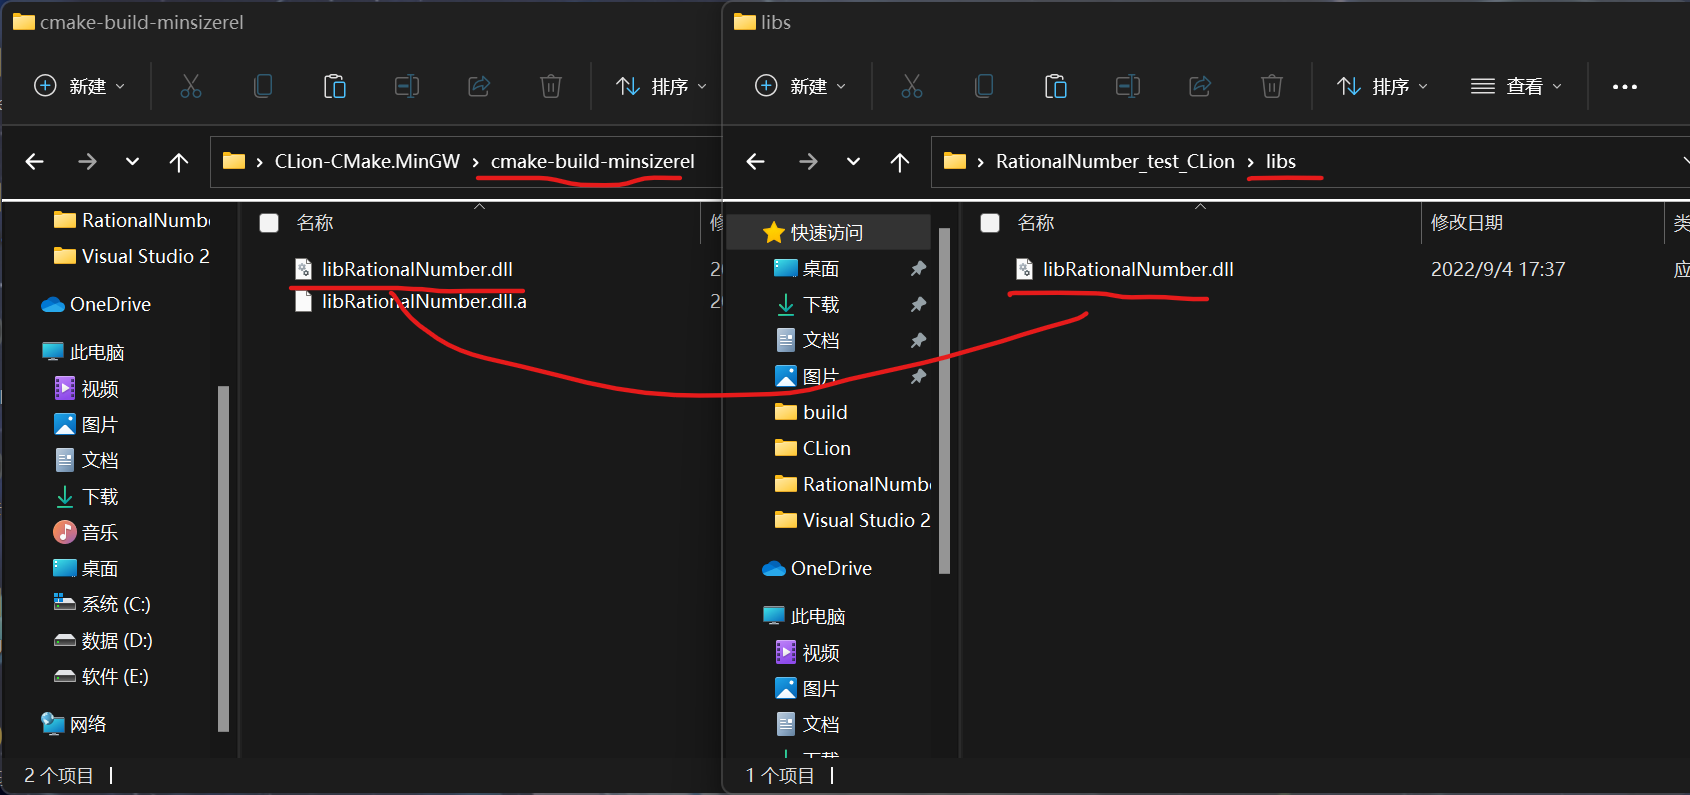 cmake-build-minsizerel
新建
排序
CLion-CMake.MinGW
cmake-build-minsizerel
RationalNumb
Visual Studio 2
OneDrive
此电脑
视频
图片
文档
下载
音乐
桌面
系统 (C:)
数据 (D:)
软件 (E:)
网络
名称
修
libRationalNumber.dll
2
libRationalNumber.dll.a
2
2 个项目
libs
新建
排序
查看
RationalNumber_test_CLion
libs
快速访问
桌面
下载
文档
图片
build
CLion
RationalNumb
Visual Studio 2
OneDrive
此电脑
视频
图片
文档
下载
名称
修改日期
类
libRationalNumber.dll
2022/9/4 17:37
应
1 个项目